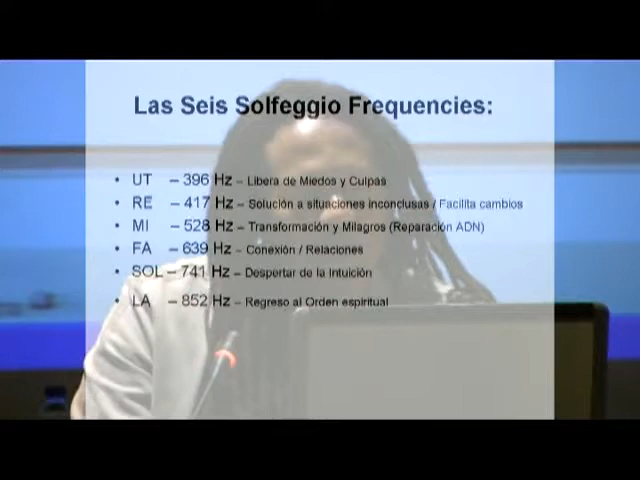 Las Seis Solfeggio Frequencies:
• UT – 396 Hz – Libera de Miedos y Culpas
• RE – 417 Hz – Solución a situaciones inconclusas / Facilita cambios
• MI – 528 Hz – Transformación y Milagros (Reparación ADN)
• FA – 639 Hz – Conexión / Relaciones
• SOL – 741 Hz – Despertar de la Intuición
• LA – 852 Hz – Regreso al Orden espiritual